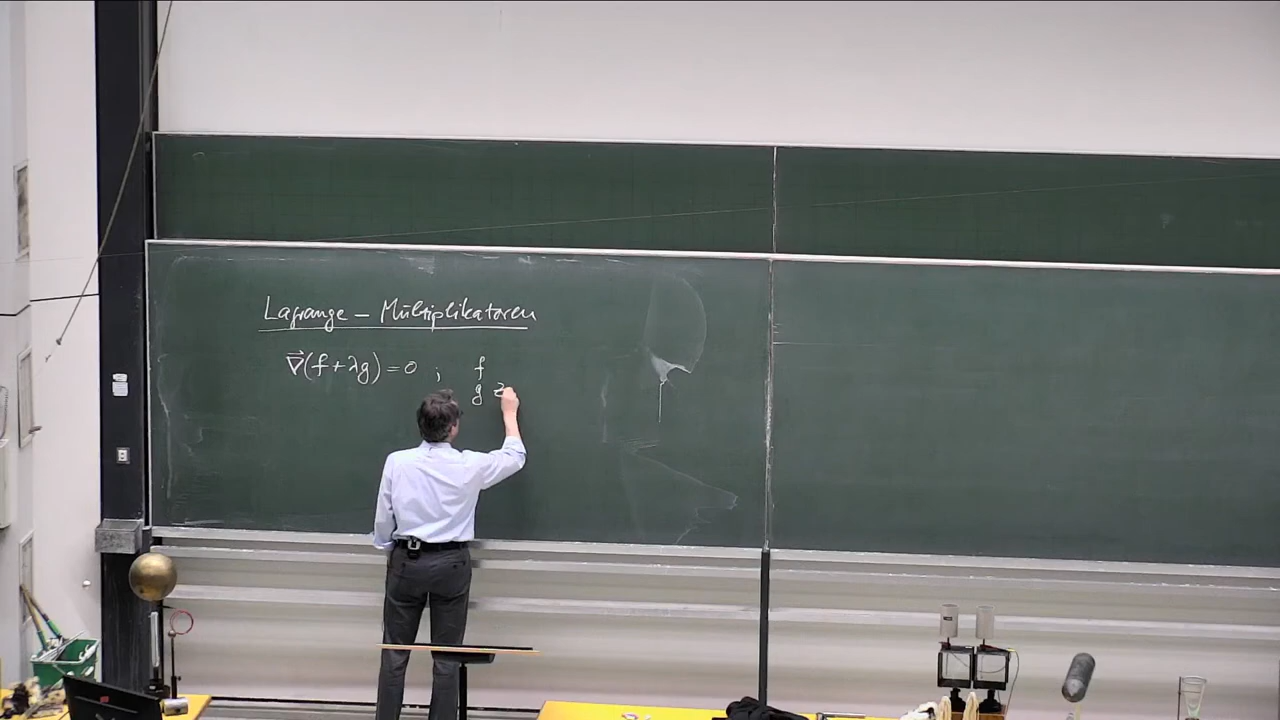 Lagrange – Multiplikatoren
∇⃗(f + λg) = 0 ; f
g